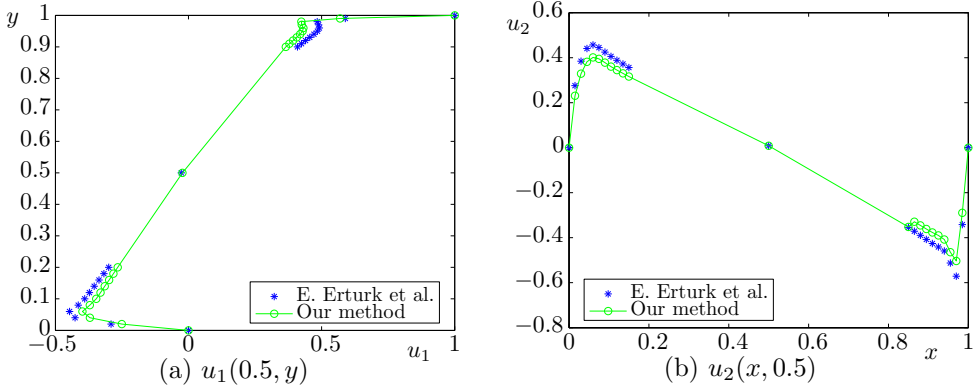 y
1
0.9
0.8
0.7
0.6
0.5
0.4
0.3
0.2
0.1
0
−0.5
0
0.5
1
u₁
E. Erturk et al.
Our method
(a) u₁(0.5, y)
u₂
0.6
0.4
0.2
0
−0.2
−0.4
−0.6
−0.8
0
0.2
0.4
0.6
0.8
1
x
E. Erturk et al.
Our method
(b) u₂(x, 0.5)